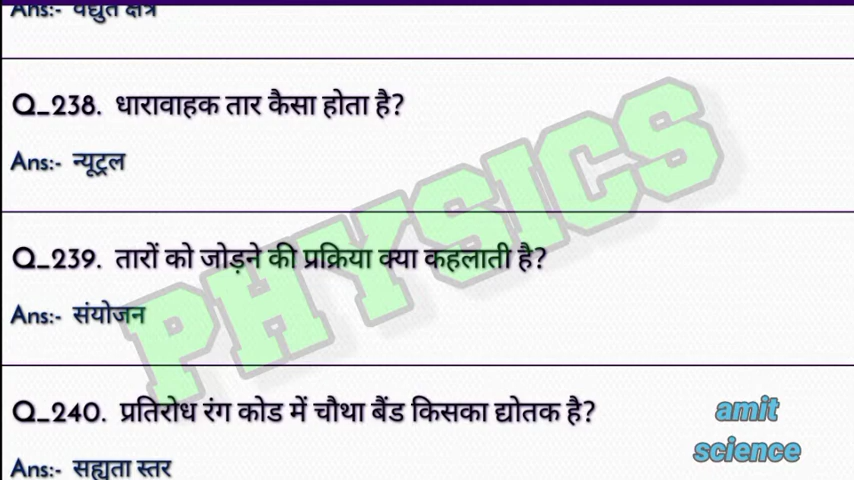 Ans:- वैद्युत क्षेत्र
Q_238. धारावाहक तार कैसा होता है?
Ans:- न्यूट्रल
Q_239. तारों को जोड़ने की प्रक्रिया क्या कहलाती है?
Ans:- संयोजन
Q_240. प्रतिरोध रंग कोड में चौथा बैंड किसका द्योतक है?
Ans:- सह्यता स्तर
PHYSICS
amit
science